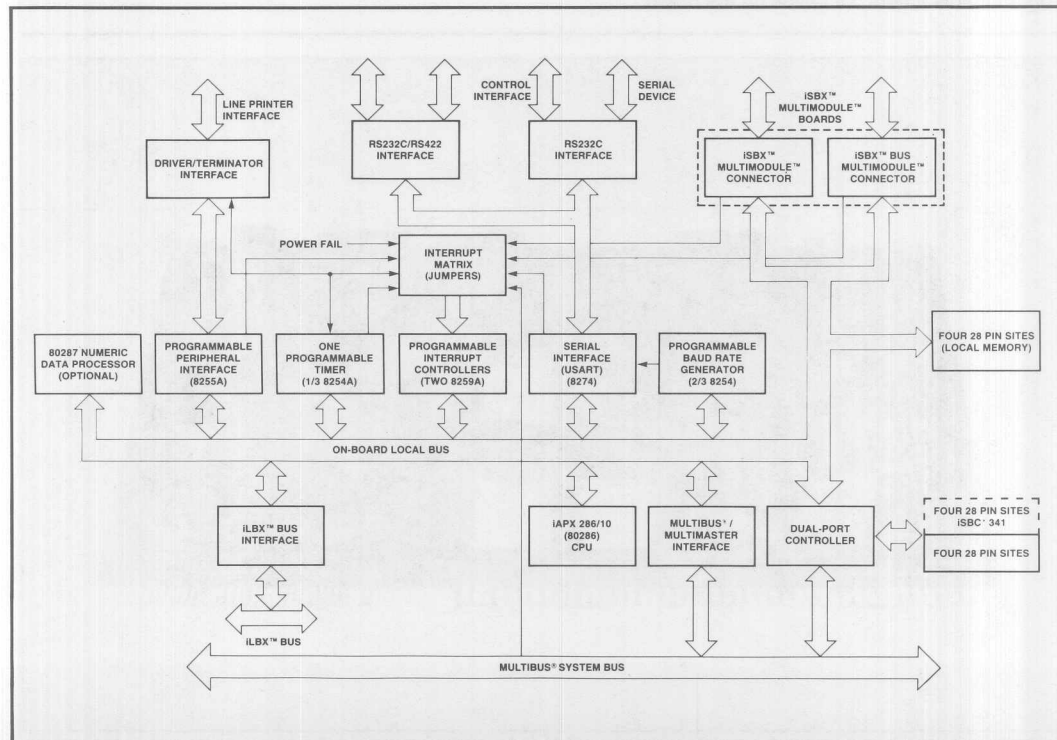 LINE PRINTER
INTERFACE
CONTROL
INTERFACE
SERIAL
DEVICE
iSBX™
MULTIMODULE™
BOARDS
DRIVER/TERMINATOR
INTERFACE
RS232C/RS422
INTERFACE
RS232C
INTERFACE
iSBX™
MULTIMODULE™
CONNECTOR
iSBX™ BUS
MULTIMODULE™
CONNECTOR
POWER FAIL
INTERRUPT
MATRIX
(JUMPERS)
80287 NUMERIC
DATA PROCESSOR
(OPTIONAL)
PROGRAMMABLE
PERIPHERAL
INTERFACE
(8255A)
ONE
PROGRAMMABLE
TIMER
(1/3 8254A)
PROGRAMMABLE
INTERRUPT
CONTROLLERS
(TWO 8259A)
SERIAL
INTERFACE
(USART)
(8274)
PROGRAMMABLE
BAUD RATE
GENERATOR
(2/3 8254)
FOUR 28 PIN SITES
(LOCAL MEMORY)
ON-BOARD LOCAL BUS
iLBX™ BUS
INTERFACE
iAPX 286/10
(80286)
CPU
MULTIBUS® /
MULTIMASTER
INTERFACE
DUAL-PORT
CONTROLLER
FOUR 28 PIN SITES
iSBC® 341
FOUR 28 PIN SITES
iLBX™ BUS
MULTIBUS® SYSTEM BUS